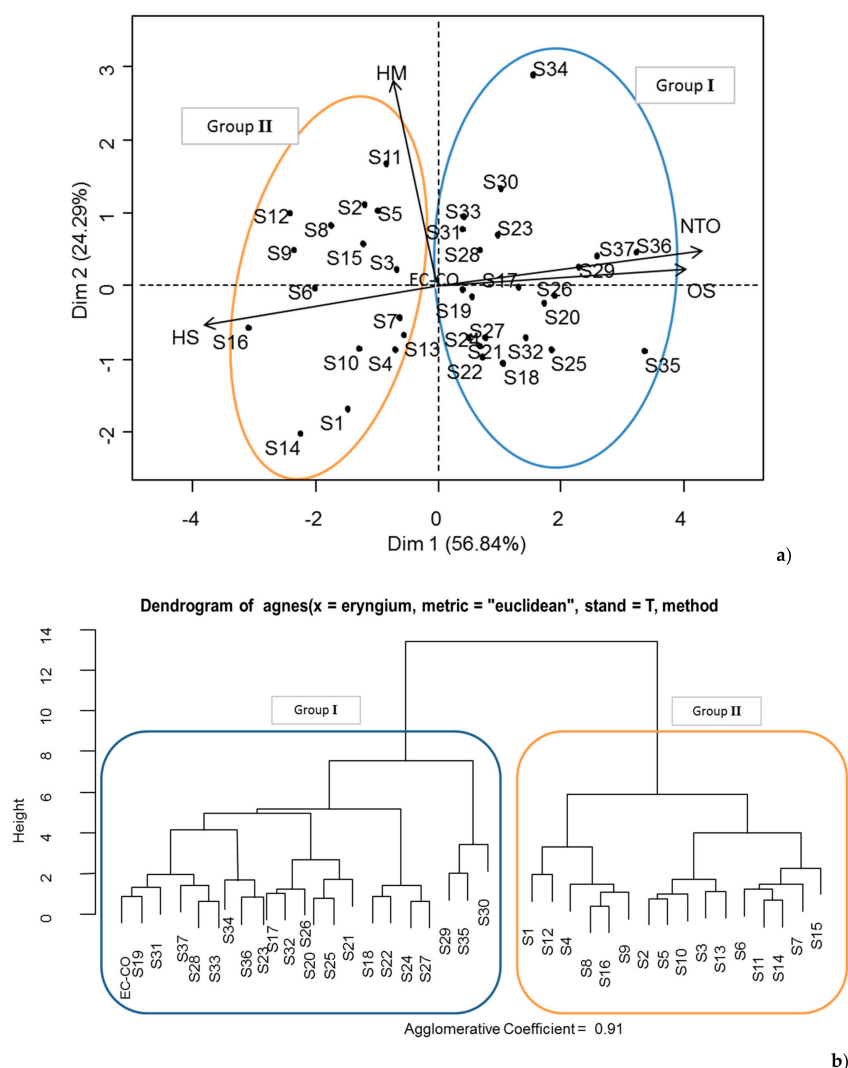 3
2
1
0
-1
-2
Dim 2 (24.29%)
HM
S34
Group I
Group II
S11
S30
S12
S2
S5
S33
S8
S31
S23
NTO
S37
S36
S9
S15
S3
S28
S29
EC-CO
S17
OS
S6
S26
S19
S20
HS
S16
S7
S27
S24
S13
S21
S32
S25
S35
S10
S4
S22
S18
S1
S14
-4
-2
0
2
4
Dim 1 (56.84%)
a)
Dendrogram of agnes(x = eryngium, metric = "euclidean", stand = T, method
14
12
10
8
6
4
2
0
Height
Group I
Group II
EC-CO
S19
S31
S37
S28
S33
S34
S36
S23
S17
S32
S26
S20
S25
S21
S18
S22
S24
S27
S29
S35
S30
S1
S12
S4
S8
S16
S9
S2
S5
S10
S3
S13
S6
S11
S14
S7
S15
Agglomerative Coefficient = 0.91
b)